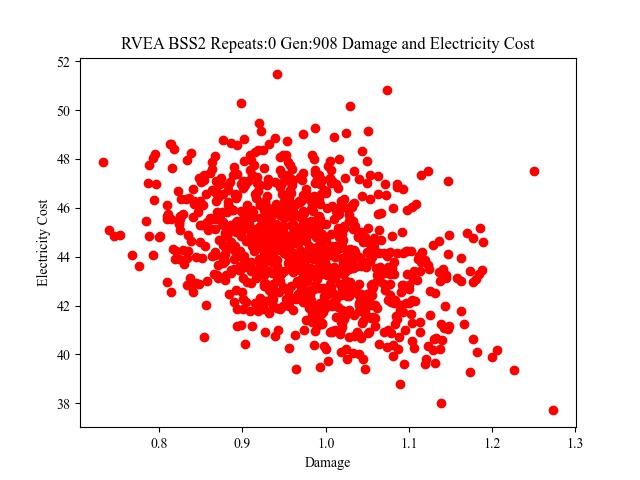 RVEA BSS2 Repeats:0 Gen:908 Damage and Electricity Cost
52
50
48
46
44
42
40
38
Electricity Cost
0.8 0.9 1.0 1.1 1.2 1.3
Damage